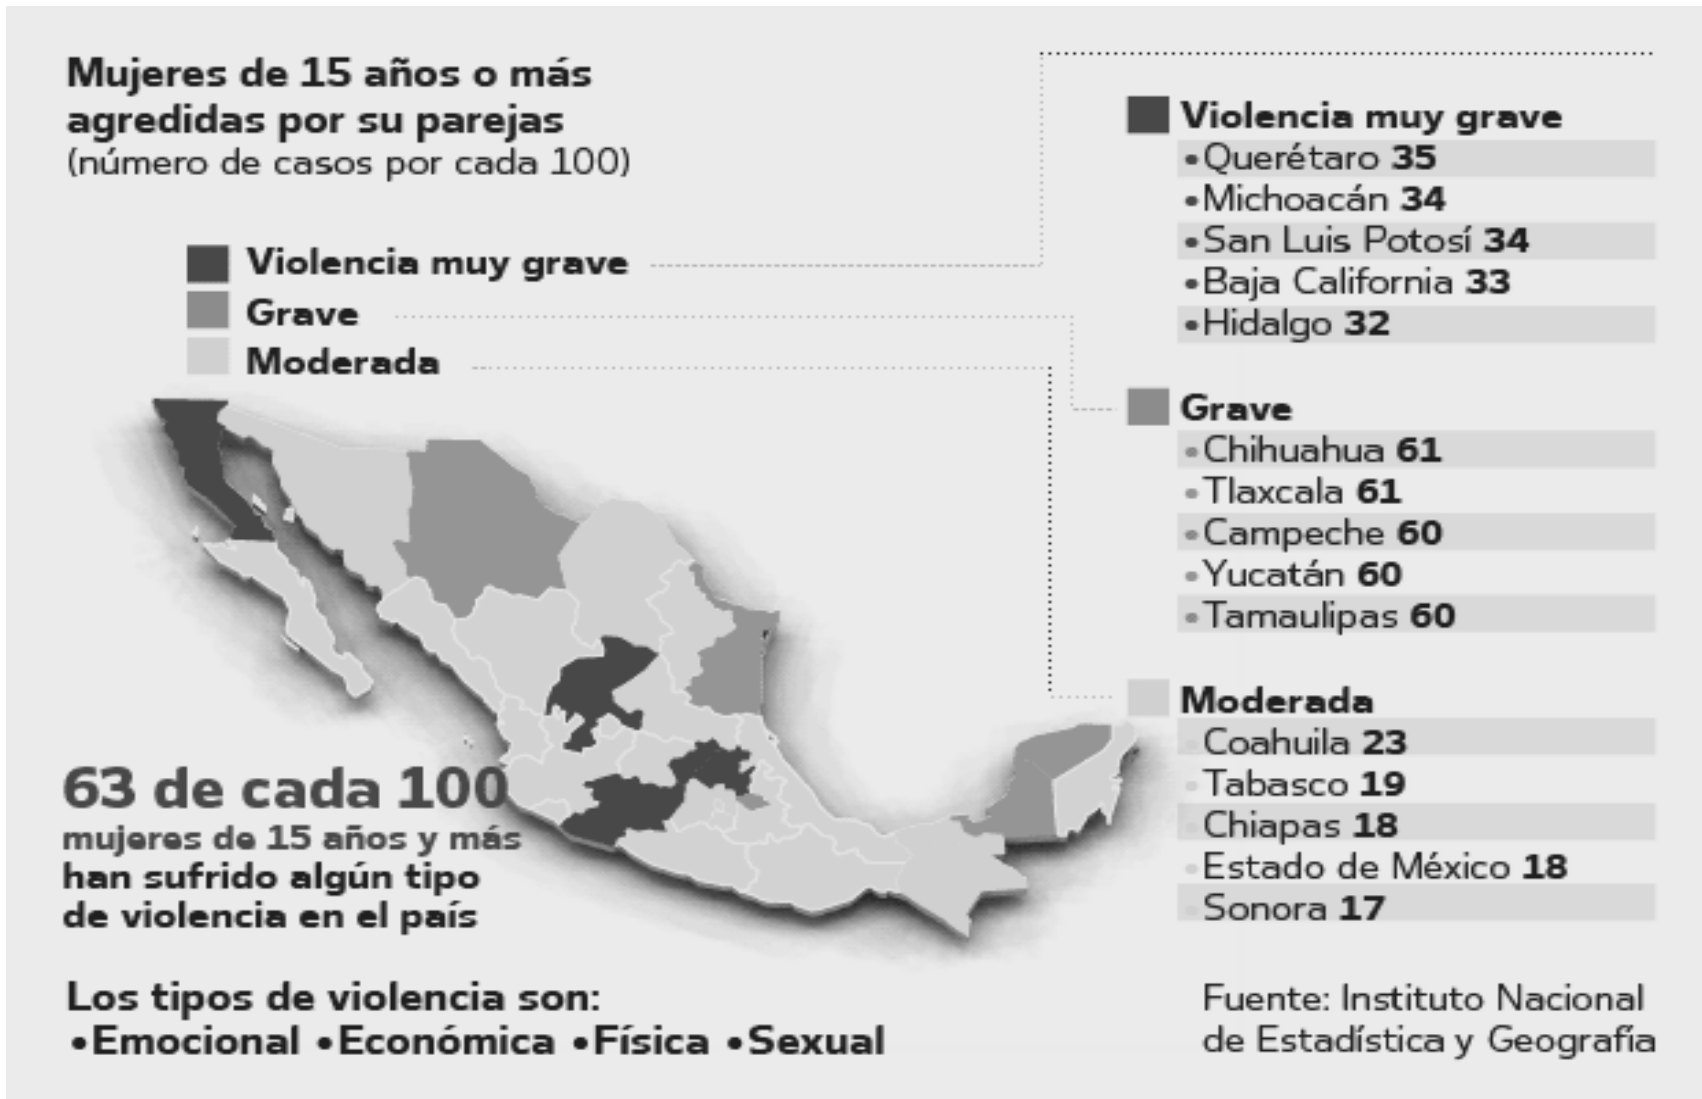 Mujeres de 15 años o más
agredidas por su parejas
(número de casos por cada 100)
Violencia muy grave
Grave
Moderada
63 de cada 100
mujeres de 15 años y más
han sufrido algún tipo
de violencia en el país
Los tipos de violencia son:
•Emocional •Económica •Física •Sexual
Violencia muy grave
•Querétaro 35
•Michoacán 34
•San Luis Potosí 34
•Baja California 33
•Hidalgo 32
Grave
•Chihuahua 61
•Tlaxcala 61
•Campeche 60
•Yucatán 60
•Tamaulipas 60
Moderada
•Coahuila 23
•Tabasco 19
•Chiapas 18
•Estado de México 18
•Sonora 17
Fuente: Instituto Nacional
de Estadística y Geografía